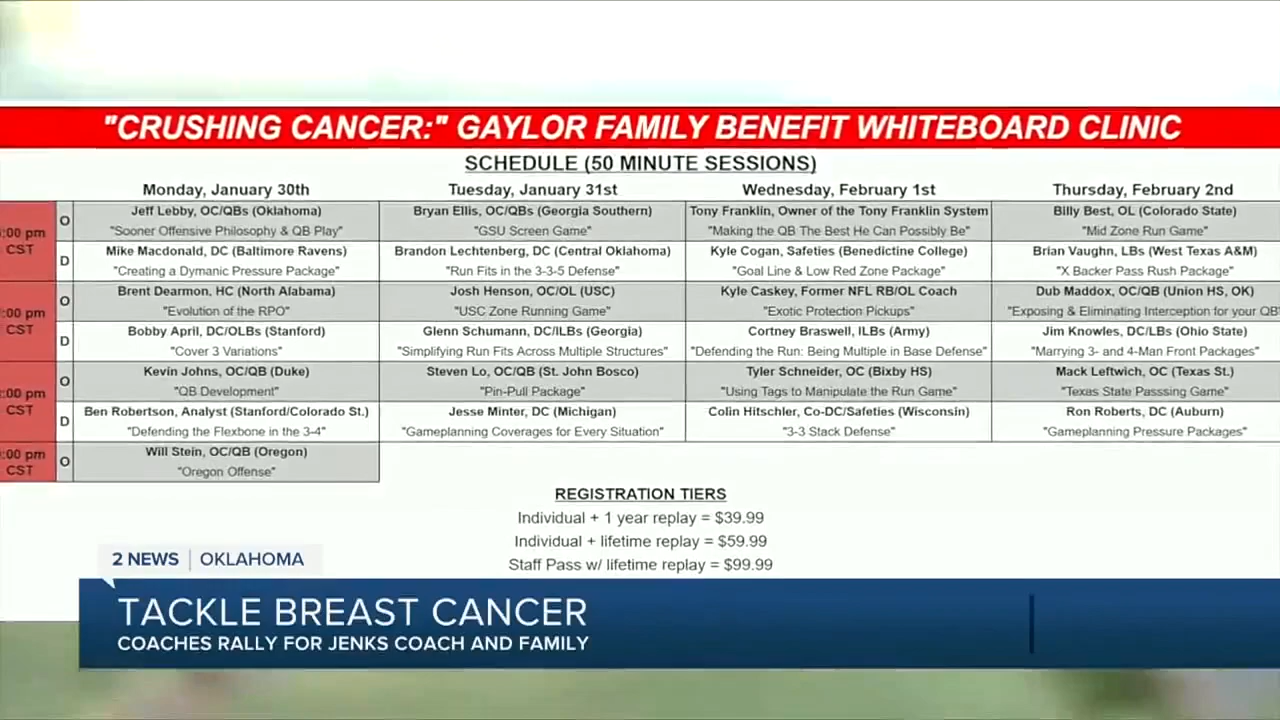 "CRUSHING CANCER:" GAYLOR FAMILY BENEFIT WHITEBOARD CLINIC
SCHEDULE (50 MINUTE SESSIONS)
Monday, January 30th Tuesday, January 31st Wednesday, February 1st Thursday, February 2nd
:00 pm CST
O Jeff Lebby, OC/QBs (Oklahoma) Bryan Ellis, OC/QBs (Georgia Southern) Tony Franklin, Owner of the Tony Franklin System Billy Best, OL (Colorado State)
"Sooner Offensive Philosophy & QB Play" "GSU Screen Game" "Making the QB The Best He Can Possibly Be" "Mid Zone Run Game"
D Mike Macdonald, DC (Baltimore Ravens) Brandon Lechtenberg, DC (Central Oklahoma) Kyle Cogan, Safeties (Benedictine College) Brian Vaughn, LBs (West Texas A&M)
"Creating a Dymanic Pressure Package" "Run Fits in the 3-3-5 Defense" "Goal Line & Low Red Zone Package" "X Backer Pass Rush Package"
:00 pm CST
O Brent Dearmon, HC (North Alabama) Josh Henson, OC/OL (USC) Kyle Caskey, Former NFL RB/OL Coach Dub Maddox, OC/QB (Union HS, OK)
"Evolution of the RPO" "USC Zone Running Game" "Exotic Protection Pickups" "Exposing & Eliminating Interception for your QB"
D Bobby April, DC/OLBs (Stanford) Glenn Schumann, DC/ILBs (Georgia) Cortney Braswell, ILBs (Army) Jim Knowles, DC/LBs (Ohio State)
"Cover 3 Variations" "Simplifying Run Fits Across Multiple Structures" "Defending the Run: Being Multiple in Base Defense" "Marrying 3- and 4-Man Front Packages"
:00 pm CST
O Kevin Johns, OC/QB (Duke) Steven Lo, OC/QB (St. John Bosco) Tyler Schneider, OC (Bixby HS) Mack Leftwich, OC (Texas St.)
"QB Development" "Pin-Pull Package" "Using Tags to Manipulate the Run Game" "Texas State Passsing Game"
D Ben Robertson, Analyst (Stanford/Colorado St.) Jesse Minter, DC (Michigan) Colin Hitschler, Co-DC/Safeties (Wisconsin) Ron Roberts, DC (Auburn)
"Defending the Flexbone in the 3-4" "Gameplanning Coverages for Every Situation" "3-3 Stack Defense" "Gameplanning Pressure Packages"
:00 pm CST
O Will Stein, OC/QB (Oregon)
"Oregon Offense"
REGISTRATION TIERS
Individual + 1 year replay = $39.99
Individual + lifetime replay = $59.99
Staff Pass w/ lifetime replay = $99.99
2 NEWS OKLAHOMA
TACKLE BREAST CANCER
COACHES RALLY FOR JENKS COACH AND FAMILY